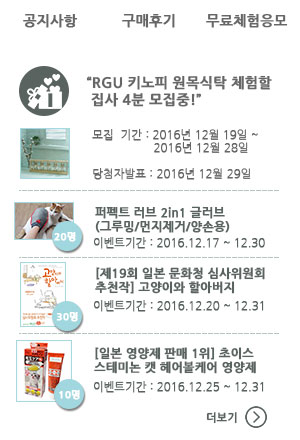 공지사항 구매후기 무료체험응모
“RGU 키노피 원목식탁 체험할
집사 4분 모집중!”
모집 기간 : 2016년 12월 19일 ~
2016년 12월 28일
당첨자발표 : 2016년 12월 29일
퍼펙트 러브 2in1 글러브
(그루밍/먼지제거/양손용)
20명
이벤트기간 : 2016.12.17 ~ 12.30
[제19회 일본 문화청 심사위원회
추천작] 고양이와 할아버지
30명
이벤트기간 : 2016.12.20 ~ 12.31
[일본 영양제 판매 1위] 초이스
스테미논 캣 헤어볼케어 영양제
10명
이벤트기간 : 2016.12.25 ~ 12.31
더보기